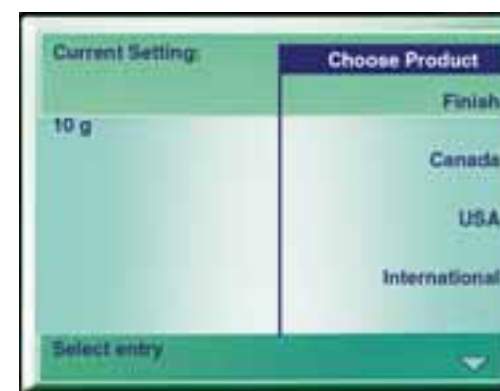 Current Setting:
Choose Product
Finish
10 g
Canada
USA
International
Select entry